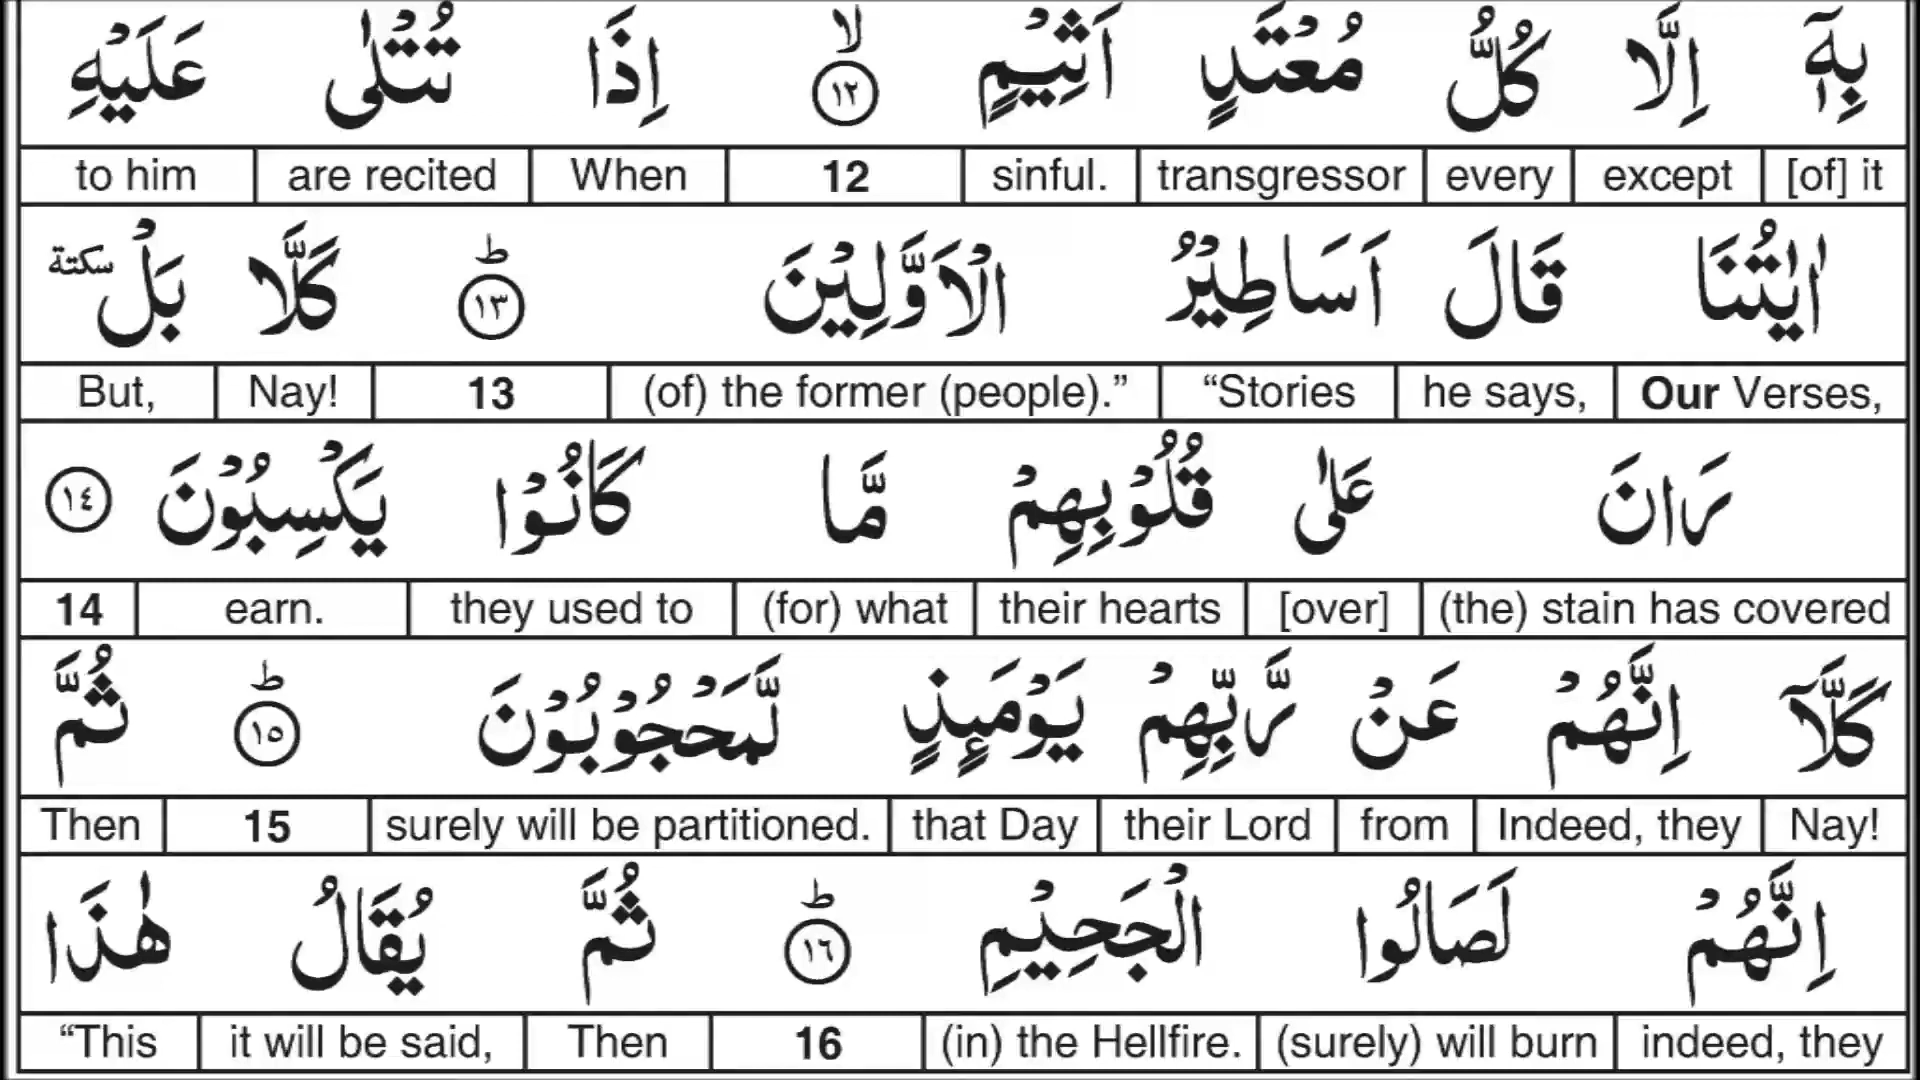 بِهٖۤ اِلَّا كُلُّ مُعْتَدٍ اَثِيْمٍ ۙ‏﴿١٢﴾ اِذَا تُتْلٰى عَلَيْهِ
[of] it except every transgressor sinful. 12 When are recited to him
اٰيٰتُنَا قَالَ اَسَاطِيْرُ الْاَوَّلِيْنَ ؕ‏﴿١٣﴾ كَلَّا بَلْ سكتة
Our Verses, he says, “Stories (of) the former (people).” 13 Nay! But,
رَانَ عَلٰى قُلُوْبِهِمْ مَّا كَانُوْا يَكْسِبُوْنَ ﴿١٤﴾
(the) stain has covered [over] their hearts (for) what they used to earn. 14
كَلَّاۤ اِنَّهُمْ عَنْ رَّبِّهِمْ يَوْمَئِذٍ لَّمَحْجُوْبُوْنَ ؕ‏﴿١٥﴾ ثُمَّ
Nay! Indeed, they from their Lord that Day surely will be partitioned. 15 Then
اِنَّهُمْ لَصَالُوا الْجَحِيْمِ ؕ‏﴿١٦﴾ ثُمَّ يُقَالُ هٰذَا
indeed, they (surely) will burn (in) the Hellfire. 16 Then it will be said, “This